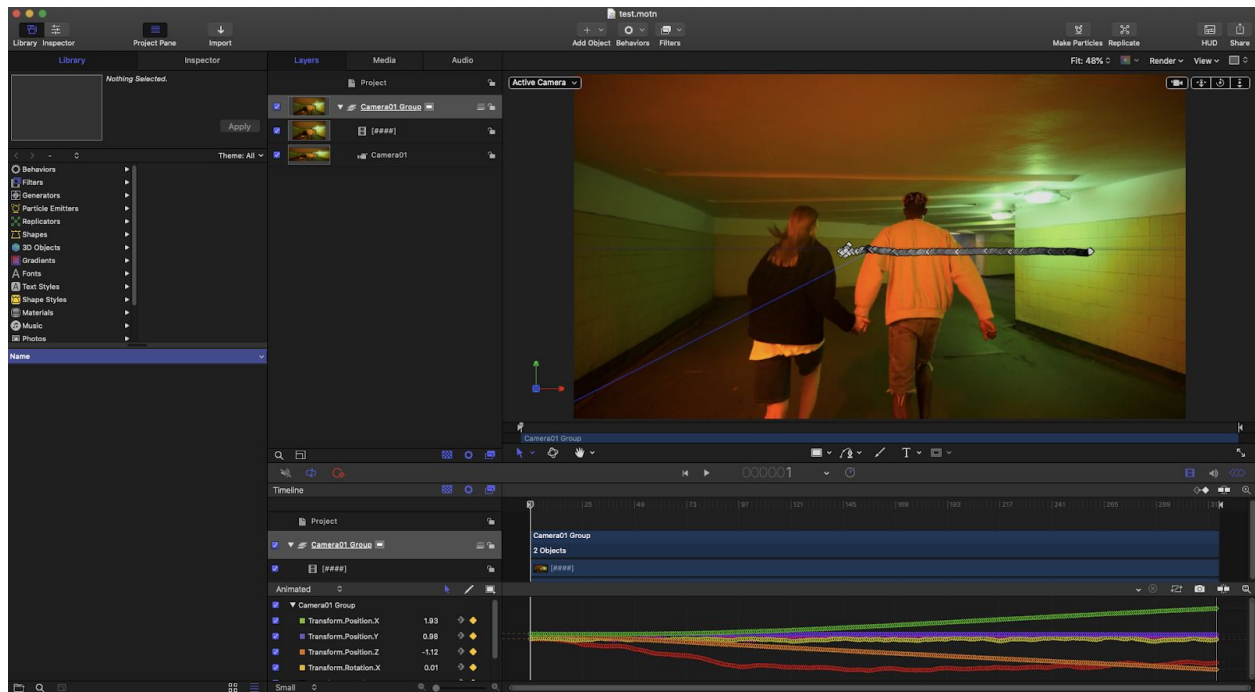 test.motn
Library Inspector Project Pane Import Add Object Behaviors Filters Make Particles Replicate HUD Share
Library Inspector Layers Media Audio Fit: 48% Render View
Nothing Selected.
Apply
Theme: All
Behaviors
Filters
Generators
Particle Emitters
Replicators
Shapes
3D Objects
Gradients
Fonts
Text Styles
Shape Styles
Materials
Music
Photos
Name
Project
Camera01 Group
[####]
Camera01
Active Camera
Camera01 Group
T
000001
Timeline
25 49 73 97 121 145 169 193 217 241 265 289
Project
Camera01 Group
[####]
Camera01 Group
2 Objects
[####]
Animated
Camera01 Group
Transform.Position.X 1.93
Transform.Position.Y 0.98
Transform.Position.Z -1.12
Transform.Rotation.X 0.01
Small